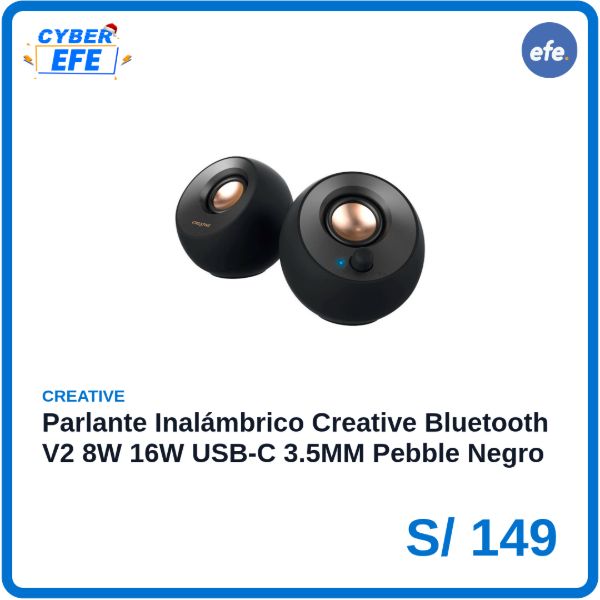 CYBER
EFE
efe.
creative
CREATIVE
Parlante Inalámbrico Creative Bluetooth
V2 8W 16W USB-C 3.5MM Pebble Negro
S/ 149